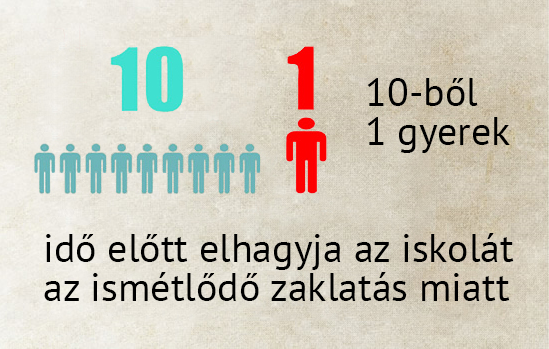 10
1
10-ből
1 gyerek
idő előtt elhagyja az iskolát
az ismétlődő zaklatás miatt